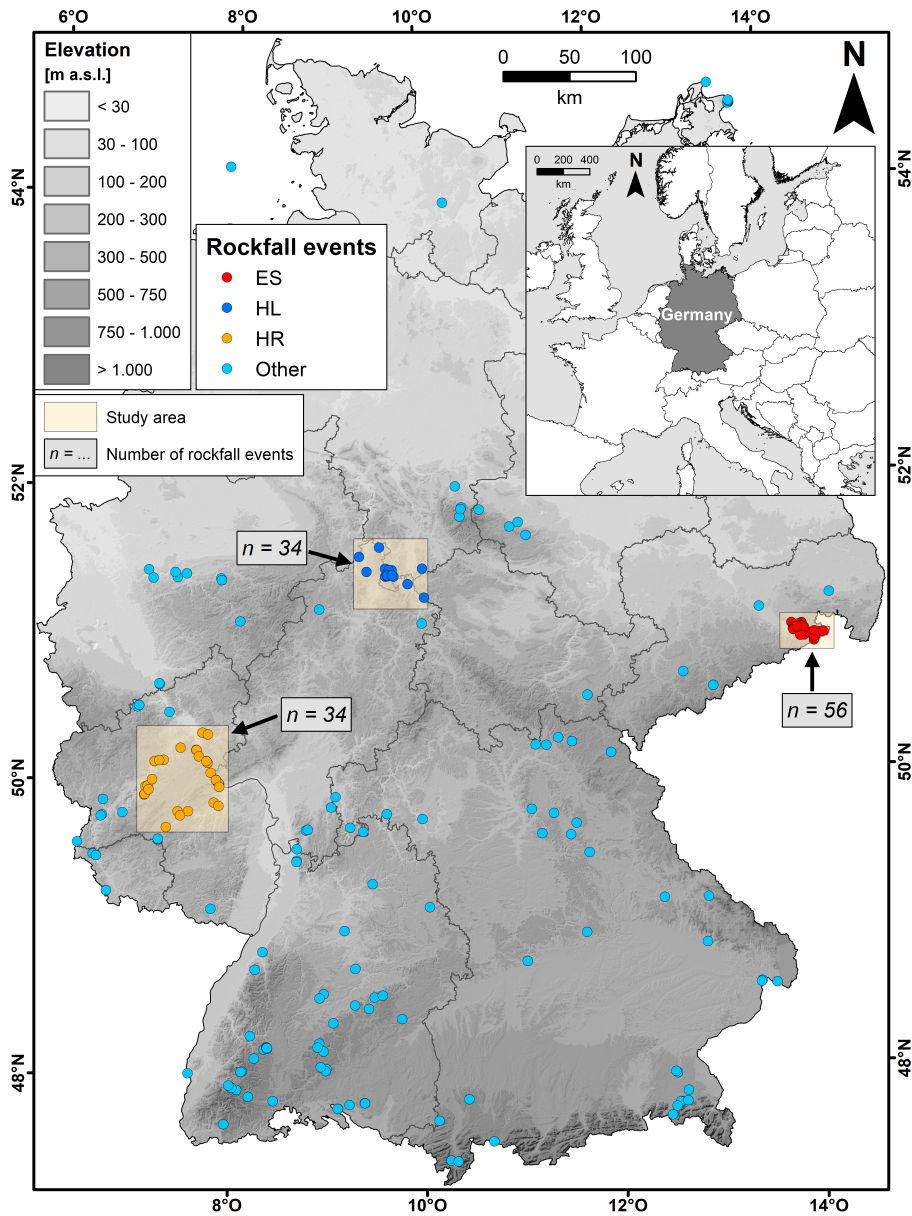 6°O 8°O 10°O 12°O 14°O
Elevation
[m a.s.l.]
< 30
30 - 100
100 - 200
200 - 300
300 - 500
500 - 750
750 - 1.000
> 1.000
0 50 100
km
N
0 200 400
km
N
Germany
Rockfall events
ES
HL
HR
Other
Study area
n = ... Number of rockfall events
54°N
54°N
52°N
52°N
n = 34
n = 56
n = 34
50°N
50°N
48°N
48°N
8°O 10°O 12°O 14°O